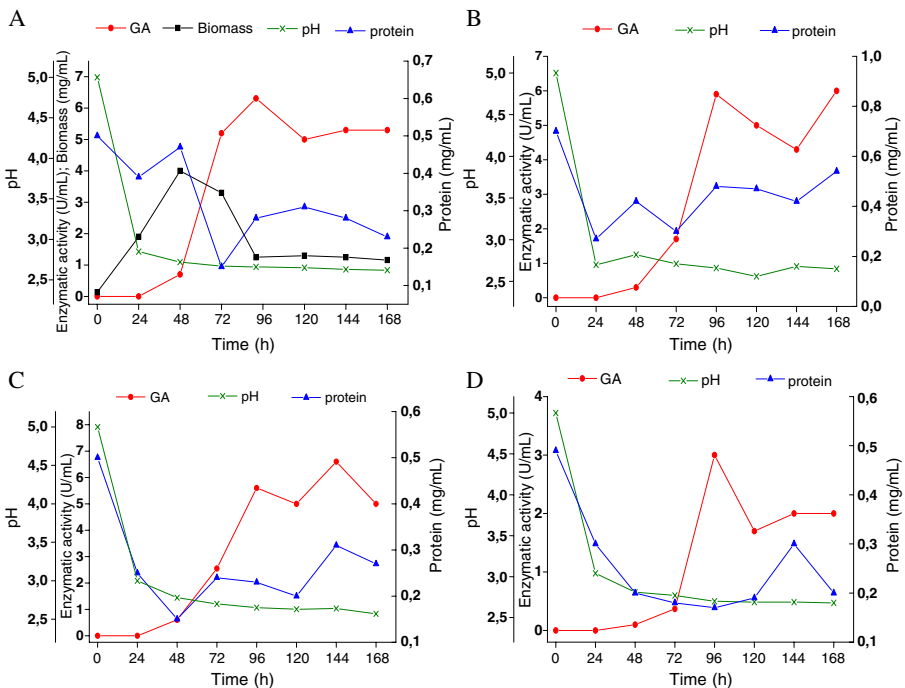 A
GA Biomass pH protein
pH
5,0
4,5
4,0
3,5
3,0
2,5
Enzymatic activity (U/mL); Biomass (mg/mL)
7
6
5
4
3
2
1
0
0,7
0,6
0,5
0,4
0,3
0,2
0,1
Protein (mg/mL)
0 24 48 72 96 120 144 168
Time (h)
B
GA pH protein
pH
5,0
4,5
4,0
3,5
3,0
2,5
Enzymatic activity (U/mL)
7
6
5
4
3
2
1
0
1,0
0,8
0,6
0,4
0,2
0,0
Protein (mg/mL)
0 24 48 72 96 120 144 168
Time (h)
C
GA pH protein
pH
5,0
4,5
4,0
3,5
3,0
2,5
Enzymatic activity (U/mL)
8
7
6
5
4
3
2
1
0
0,6
0,5
0,4
0,3
0,2
0,1
Protein (mg/mL)
0 24 48 72 96 120 144 168
Time (h)
D
GA pH protein
pH
5,0
4,5
4,0
3,5
3,0
2,5
Enzymatic activity (U/mL)
4
3
2
1
0
0,6
0,5
0,4
0,3
0,2
0,1
Protein (mg/mL)
0 24 48 72 96 120 144 168
Time (h)